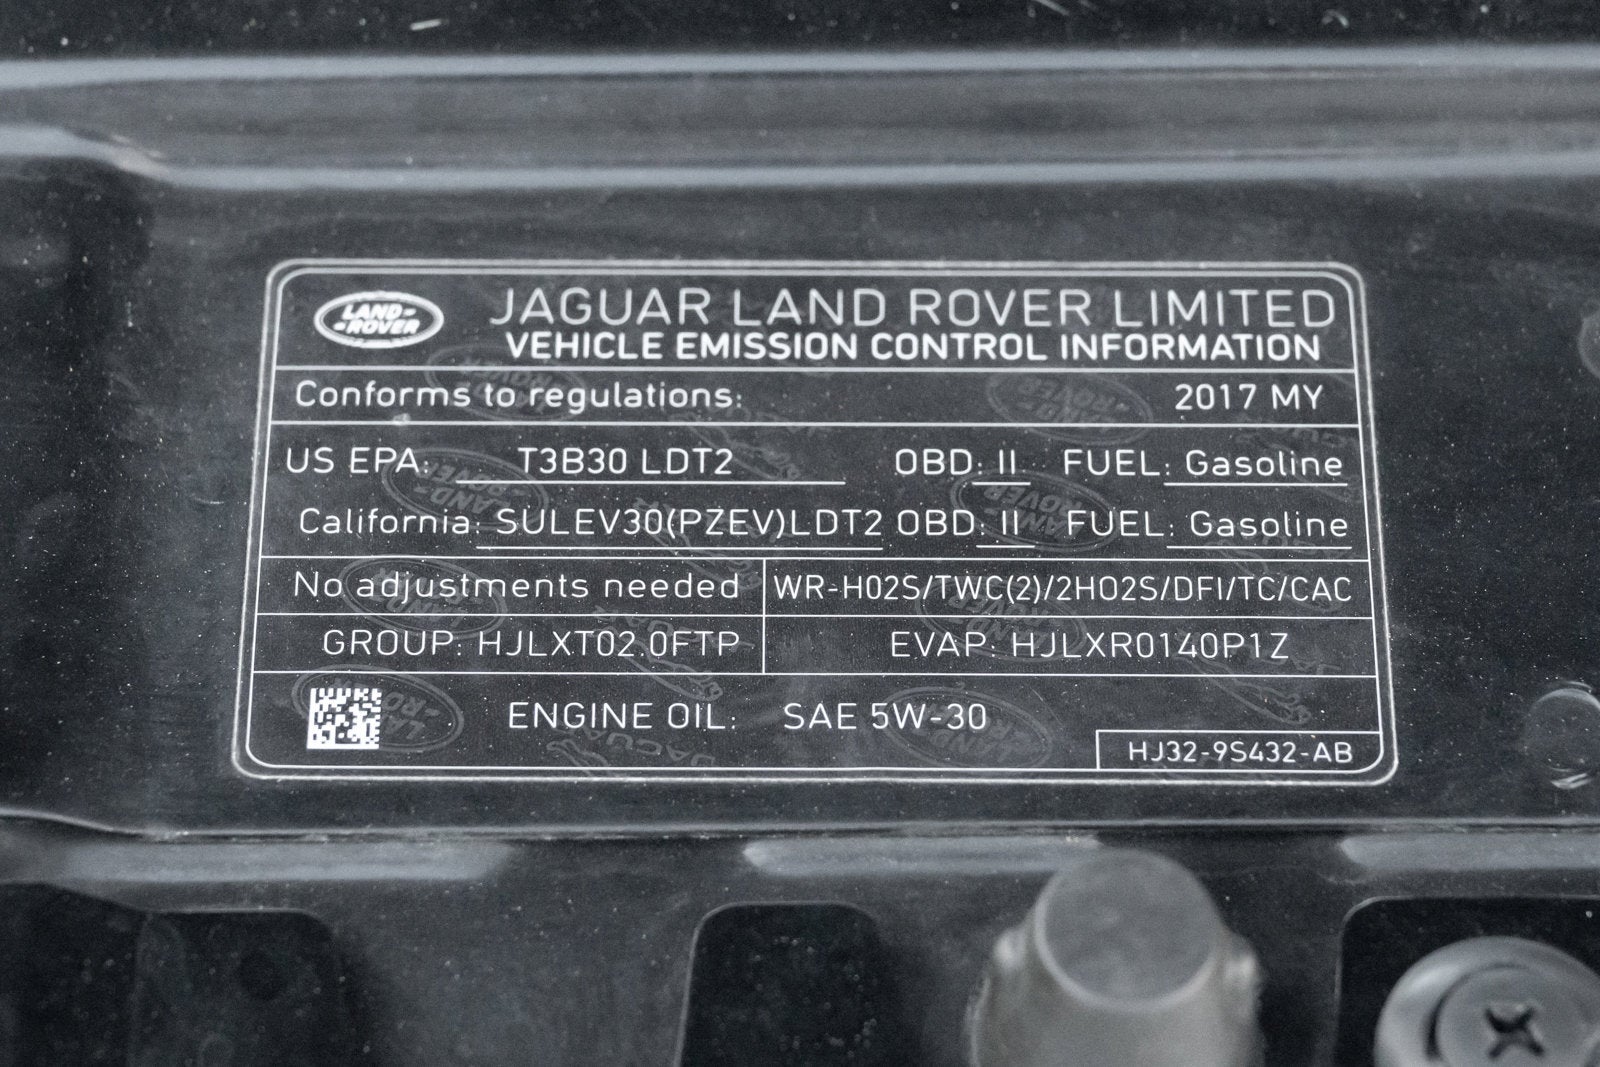 LAND-
-ROVER
JAGUAR LAND ROVER LIMITED
VEHICLE EMISSION CONTROL INFORMATION
Conforms to regulations: 2017 MY
US EPA: T3B30 LDT2 OBD: II FUEL: Gasoline
California: SULEV30(PZEV)LDT2 OBD: II FUEL: Gasoline
No adjustments needed WR-HO2S/TWC(2)/2HO2S/DFI/TC/CAC
GROUP: HJLXT02.0FTP EVAP: HJLXR0140P1Z
ENGINE OIL: SAE 5W-30
HJ32-9S432-AB